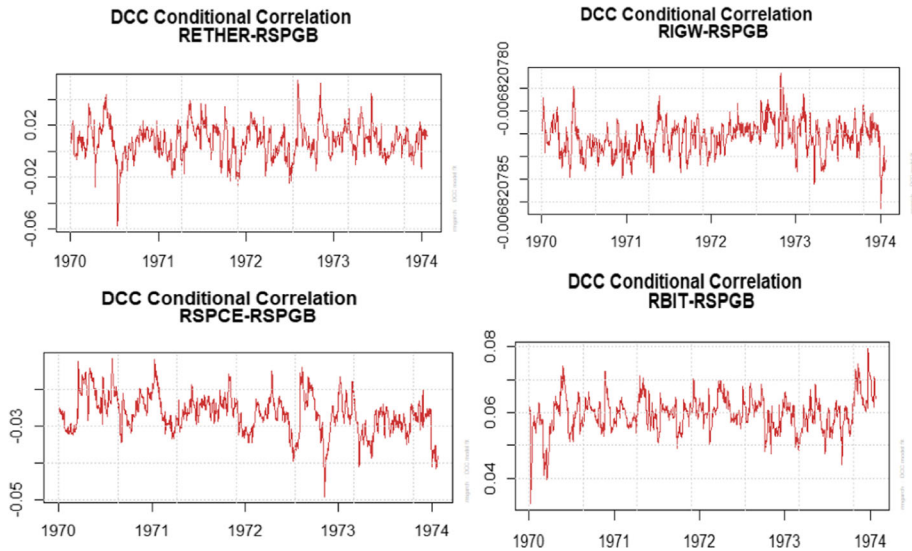 DCC Conditional Correlation
RETHER-RSPGB
0.02
-0.02
-0.06
1970 1971 1972 1973 1974
DCC Conditional Correlation
RIGW-RSPGB
-0.006820780
-0.006820785
1970 1971 1972 1973 1974
DCC Conditional Correlation
RSPCE-RSPGB
-0.03
-0.05
1970 1971 1972 1973 1974
DCC Conditional Correlation
RBIT-RSPGB
0.08
0.06
0.04
1970 1971 1972 1973 1974